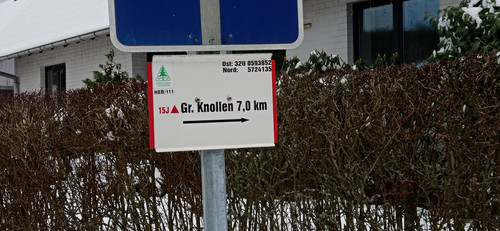 Ost: 32U 0593852
Nord: 5724135
HEB/111
15J Gr. Knollen 7,0 km